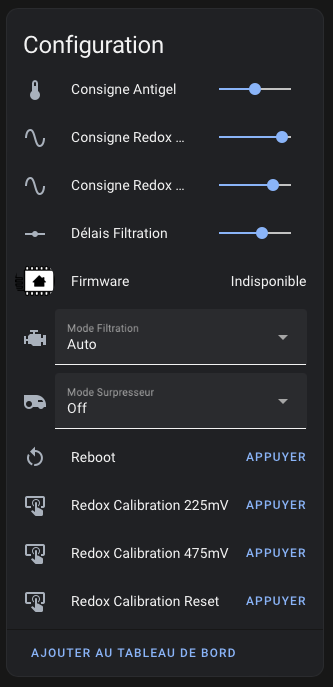 Configuration
Consigne Antigel
Consigne Redox ...
Consigne Redox ...
Délais Filtration
Firmware Indisponible
Mode Filtration
Auto
Mode Surpresseur
Off
Reboot APPUYER
Redox Calibration 225mV APPUYER
Redox Calibration 475mV APPUYER
Redox Calibration Reset APPUYER
AJOUTER AU TABLEAU DE BORD